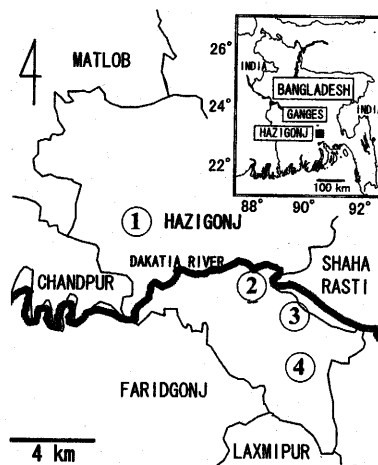 MATLOB
26°
24°
22°
88°
90°
92°
INDIA
BANGLADESH
GANGES
INDI
HAZIGONJ
100 km
1
HAZIGONJ
DAKATIA RIVER
CHANDPUR
SHAHA
RASTI
2
3
4
FARIDGONJ
LAXMIPUR
4 km